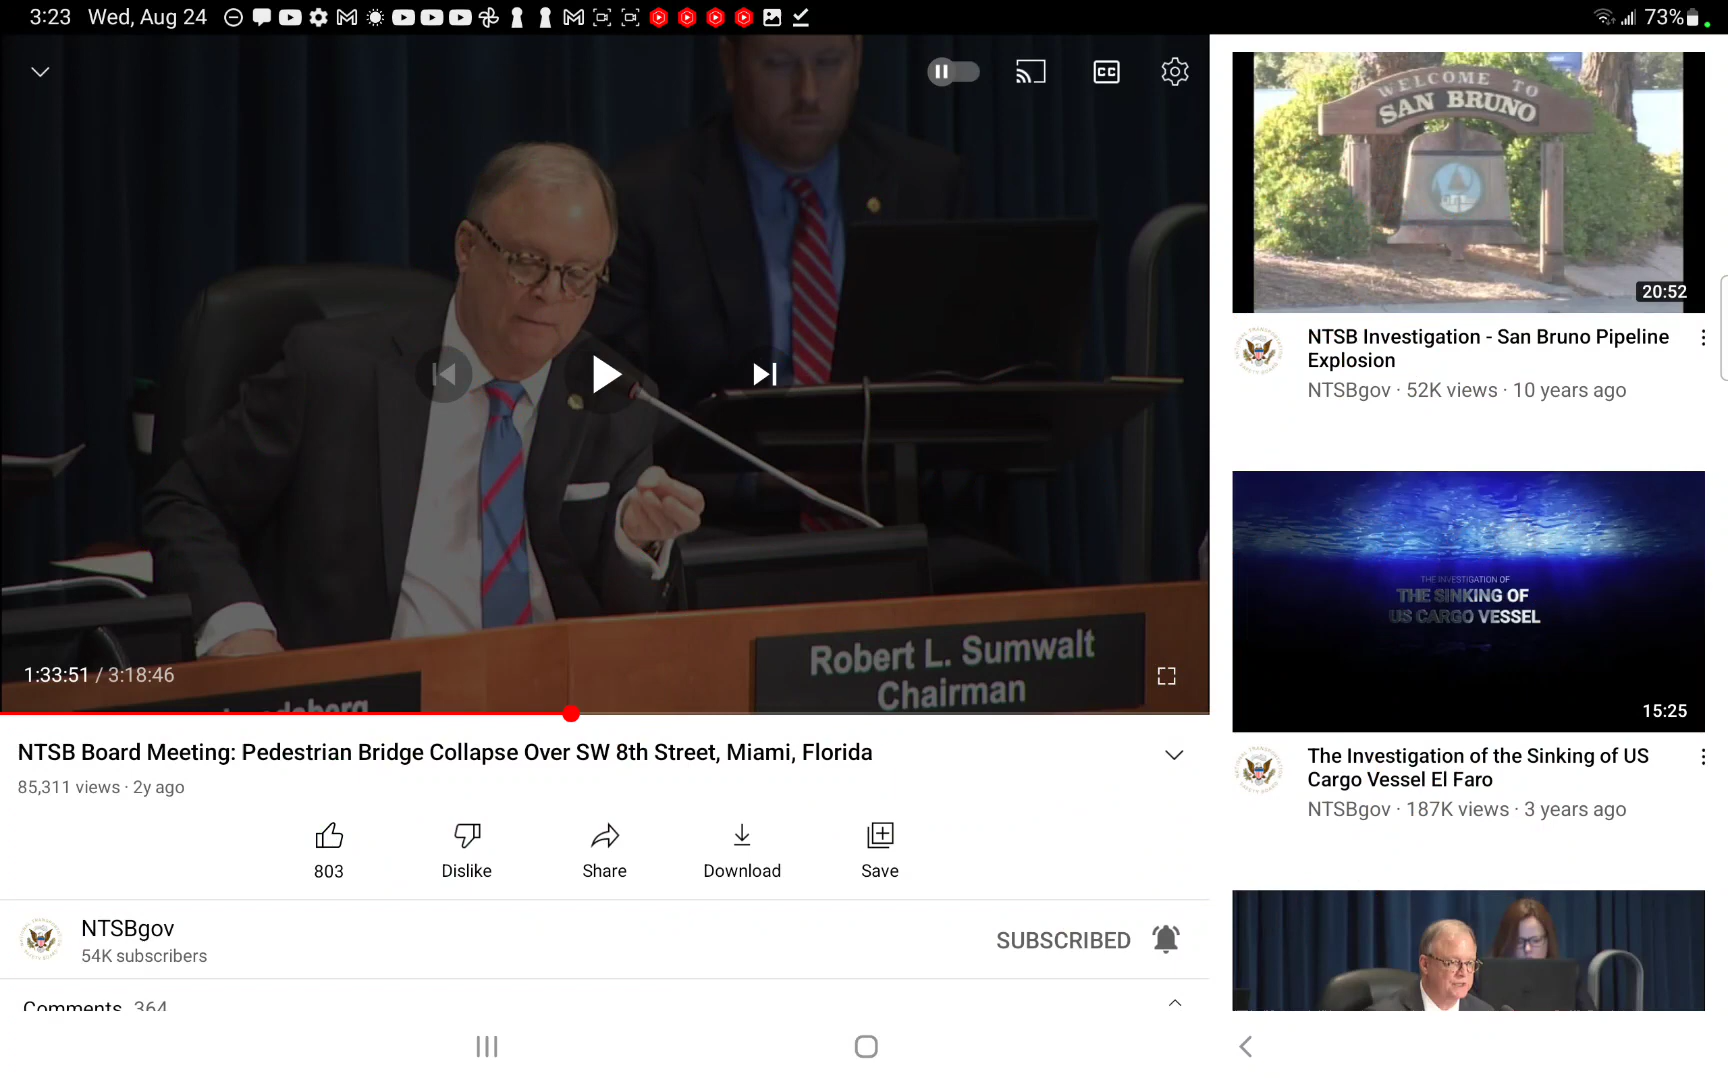 3:23 Wed, Aug 24
73%
WELCOME TO
SAN BRUNO
20:52
NTSB Investigation - San Bruno Pipeline
Explosion
NTSBgov · 52K views · 10 years ago
THE INVESTIGATION OF
THE SINKING OF
US CARGO VESSEL
15:25
The Investigation of the Sinking of US
Cargo Vessel El Faro
NTSBgov · 187K views · 3 years ago
CC
Robert L. Sumwalt
Chairman
1:33:51 / 3:18:46
NTSB Board Meeting: Pedestrian Bridge Collapse Over SW 8th Street, Miami, Florida
85,311 views · 2y ago
803
Dislike
Share
Download
Save
NTSBgov
54K subscribers
SUBSCRIBED
Comments 364